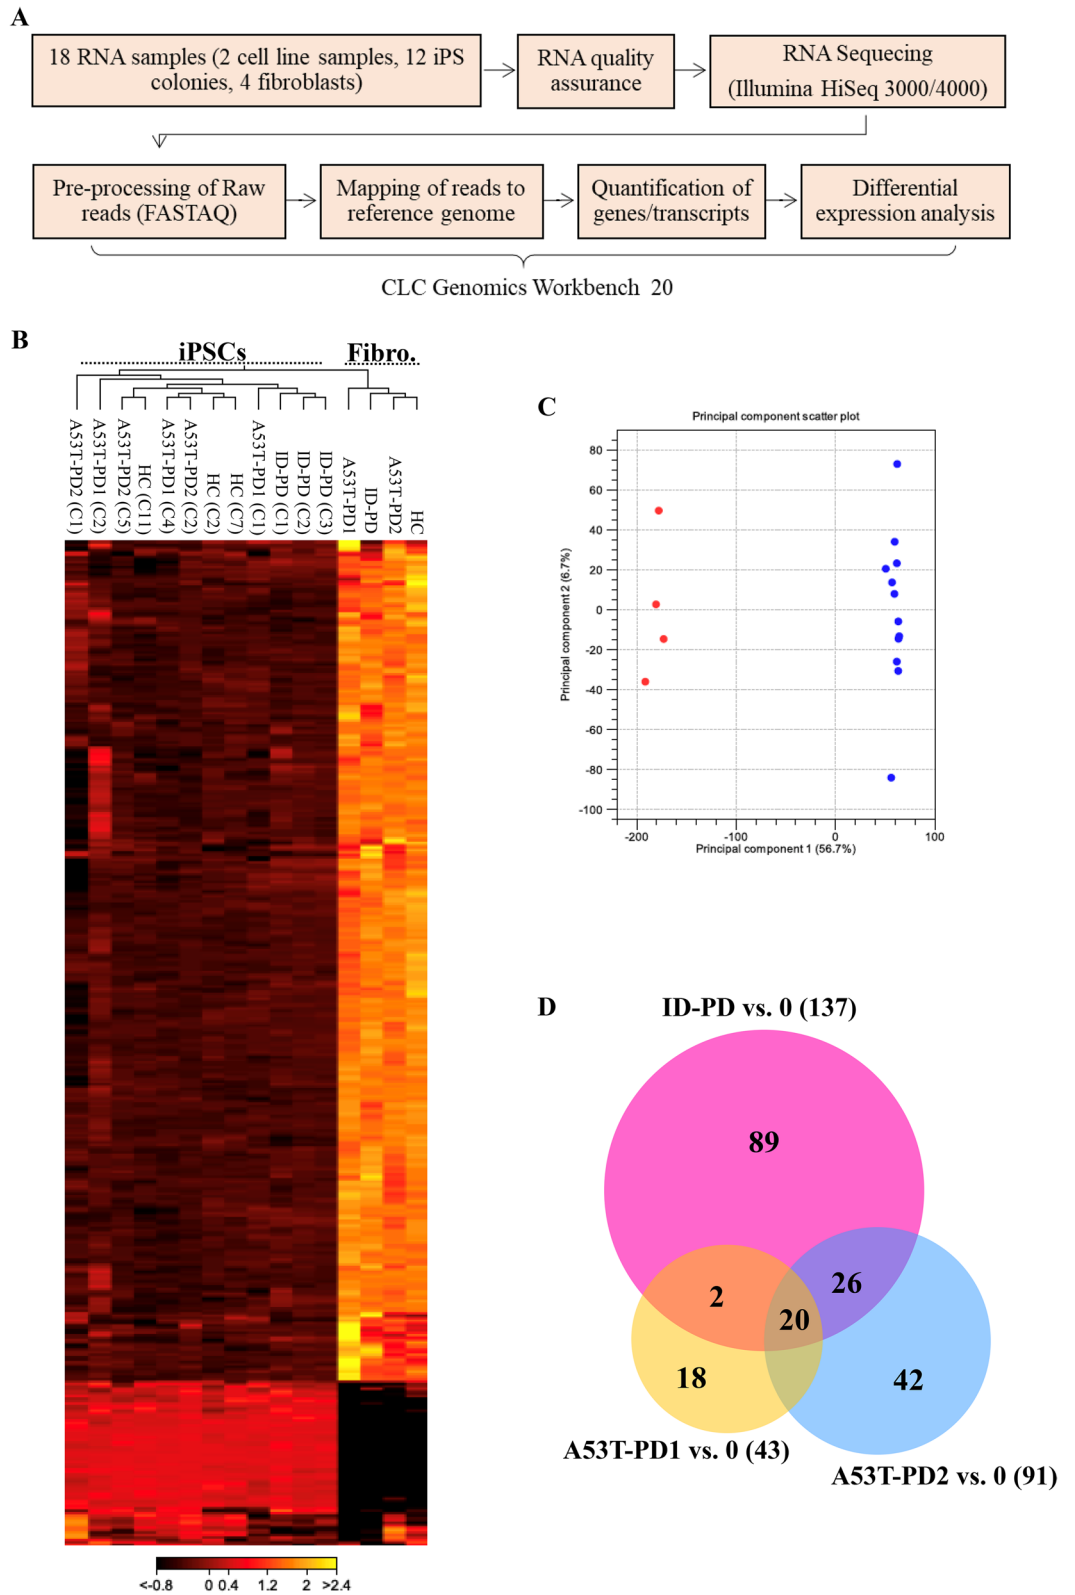 A
18 RNA samples (2 cell line samples, 12 iPS
colonies, 4 fibroblasts)
RNA quality
assurance
RNA Sequecing
(Illumina HiSeq 3000/4000)
Pre-processing of Raw
reads (FASTAQ)
Mapping of reads to
reference genome
Quantification of
genes/transcripts
Differential
expression analysis
CLC Genomics Workbench 20
B
iPSCs
Fibro.
A53T-PD2 (C1)
A53T-PD1 (C2)
A53T-PD2 (C5)
HC (C11)
A53T-PD1 (C4)
A53T-PD2 (C2)
HC (C2)
HC (C7)
A53T-PD1 (C1)
ID-PD (C1)
ID-PD (C2)
ID-PD (C3)
A53T-PD1
ID-PD
A53T-PD2
HC
<-0.8 0 0.4 1.2 2 >2.4
C
Principal component scatter plot
Principal component 2 (6.7%)
80
60
40
20
0
-20
-40
-60
-80
-100
-200 -100 0 100
Principal component 1 (56.7%)
D
ID-PD vs. 0 (137)
89
2
26
20
18
42
A53T-PD1 vs. 0 (43)
A53T-PD2 vs. 0 (91)